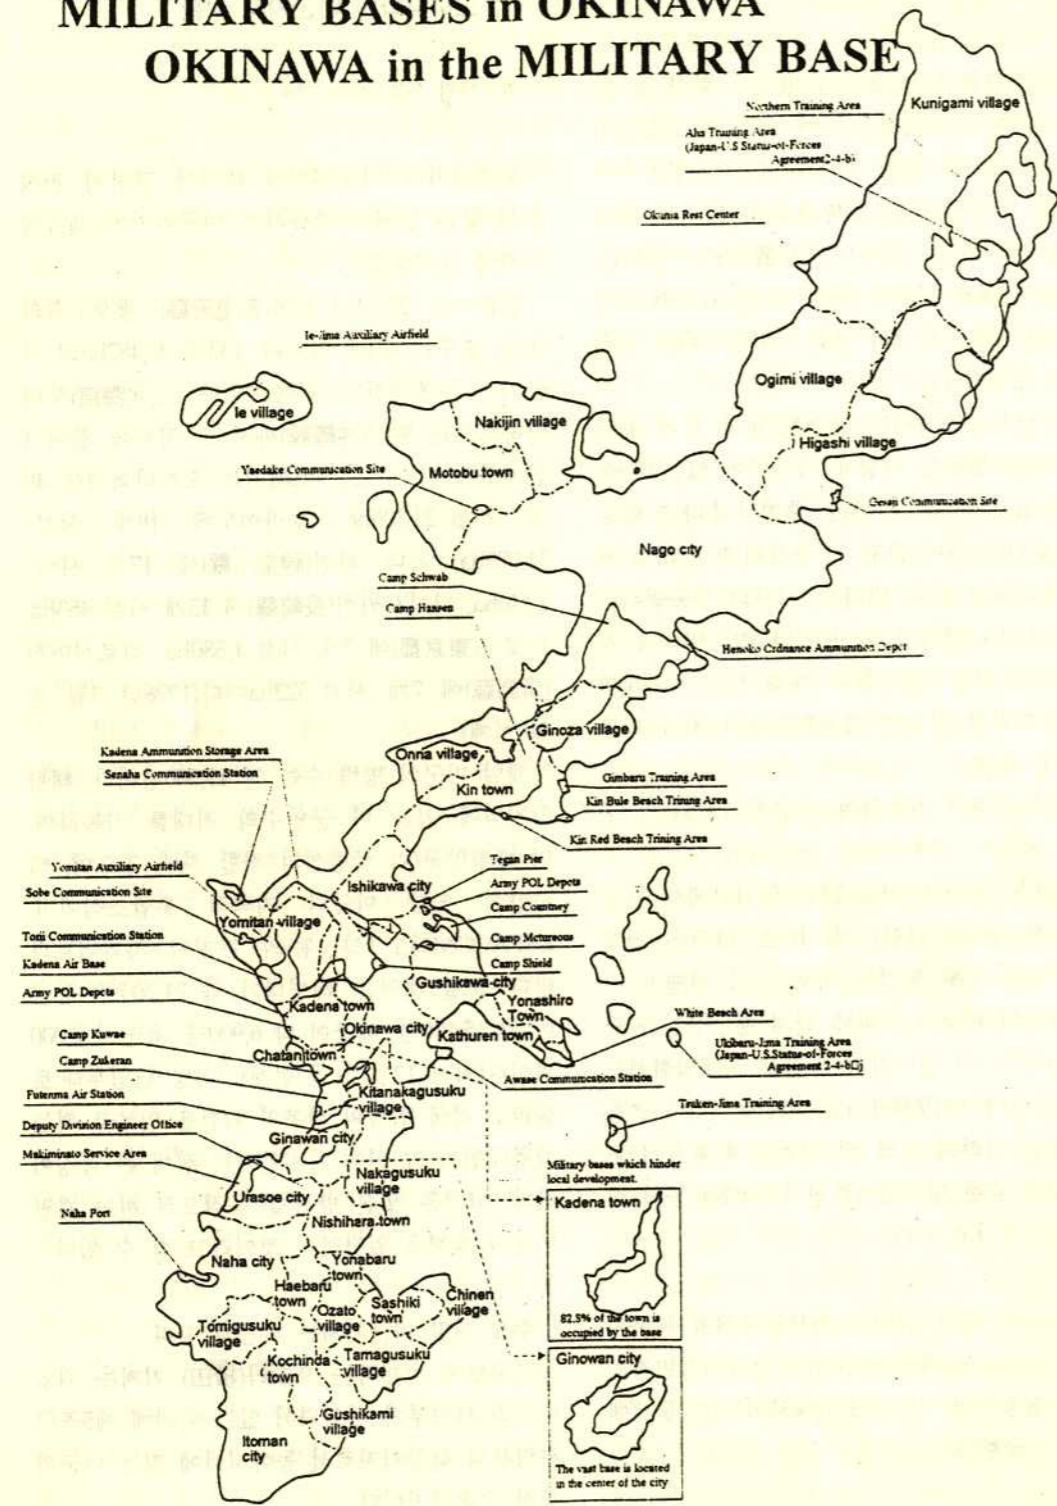 MILITARY BASES in OKINAWA
OKINAWA in the MILITARY BASE
Northern Training Area
Kunigami village
Aha Training Area
(Japan-U.S Status-of-Forces
Agreement2-4-b)
Okuma Rest Center
Ie-Jima Auxiliary Airfield
Ie village
Nakijin village
Ogimi village
Higashi village
Yaedake Communication Site
Motobu town
Gesaji Communication Site
Nago city
Camp Schwab
Camp Hansen
Henoko Ordnance Ammunition Depot
Ginoza village
Onna village
Kin town
Kadena Ammunition Storage Area
Senaha Communication Station
Gimbaru Training Area
Kin Bule Beach Trining Area
Kin Red Beach Trining Area
Yomitan Auxiliary Airfield
Ishikawa city
Tegan Pier
Sobe Communication Site
Army POL Depcts
Yomitan village
Camp Courtney
Torii Communication Station
Camp Mctureous
Kadena Air Base
Camp Shield
Gushikawa city
Army POL Depcts
Kadena town
Yonashiro
Town
White Beach Area
Camp Kuwae
Okinawa city
Kathuren town
Ukibaru-Jima Training Area
(Japan-U.S.Status-of-Forces
Agreement 2-4-b
Camp Zukeran
Chatan town
Awase Communication Station
Futenma Air Station
Kitanakagusuku
village
Tsuken-Jima Training Area
Deputy Division Engineer Office
Ginawan city
Makiminato Service Area
Nakagusuku
village
Military bases which hinder
local development.
Urasoe city
Kadena town
Naha Port
Nishihara town
Naha city
Yonabaru
town
Haebaru
town
Ozato
village
Sashiki
town
Chinen
village
82.5% of the town is
occupied by the base
Tomigusuku
village
Kochinda
town
Tamagusuku
village
Ginowan city
Gushikami
village
Itoman
city
The vast base is located
in the center of the city